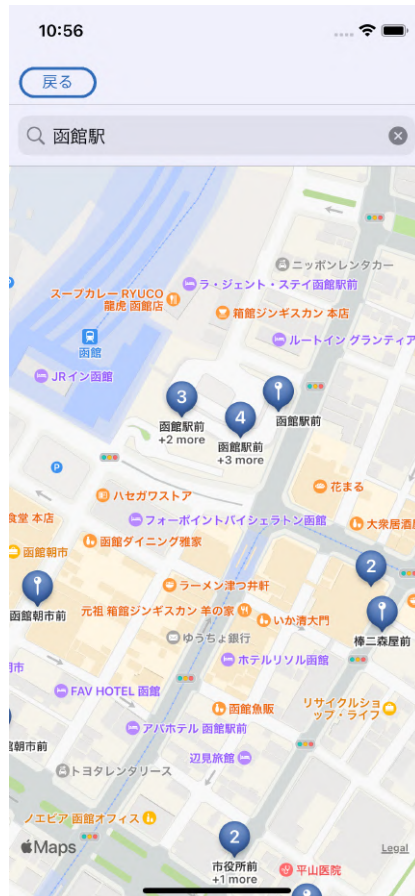 10:56
戻る
函館駅
ニッポンレンタカー
ラ・ジェント・ステイ函館駅前
スープカレー RYUCO
龍虎 函館店
箱館ジンギスカン 本店
ルートイン グランティア
函館
JRイン函館
3
函館駅前
+2 more
4
函館駅前
+3 more
函館駅前
P
花まる
ハセガワストア
食堂 本店
フォーポイントバイシェラトン函館
大衆居酒屋
函館朝市
函館ダイニング雅家
2
ラーメン津つ井軒
函館朝市前
元祖 箱館ジンギスカン 羊の家
いか清大門
棒二森屋前
ゆうちょ銀行
ホテルリソル函館
朝市
FAV HOTEL 函館
函館魚販
リサイクルショ
ップ・ライフ
アパホテル 函館駅前
館朝市前
辺見旅館
トヨタレンタリース
ノエビア 函館オフィス
2
市役所前
+1 more
平山医院
Maps
Legal